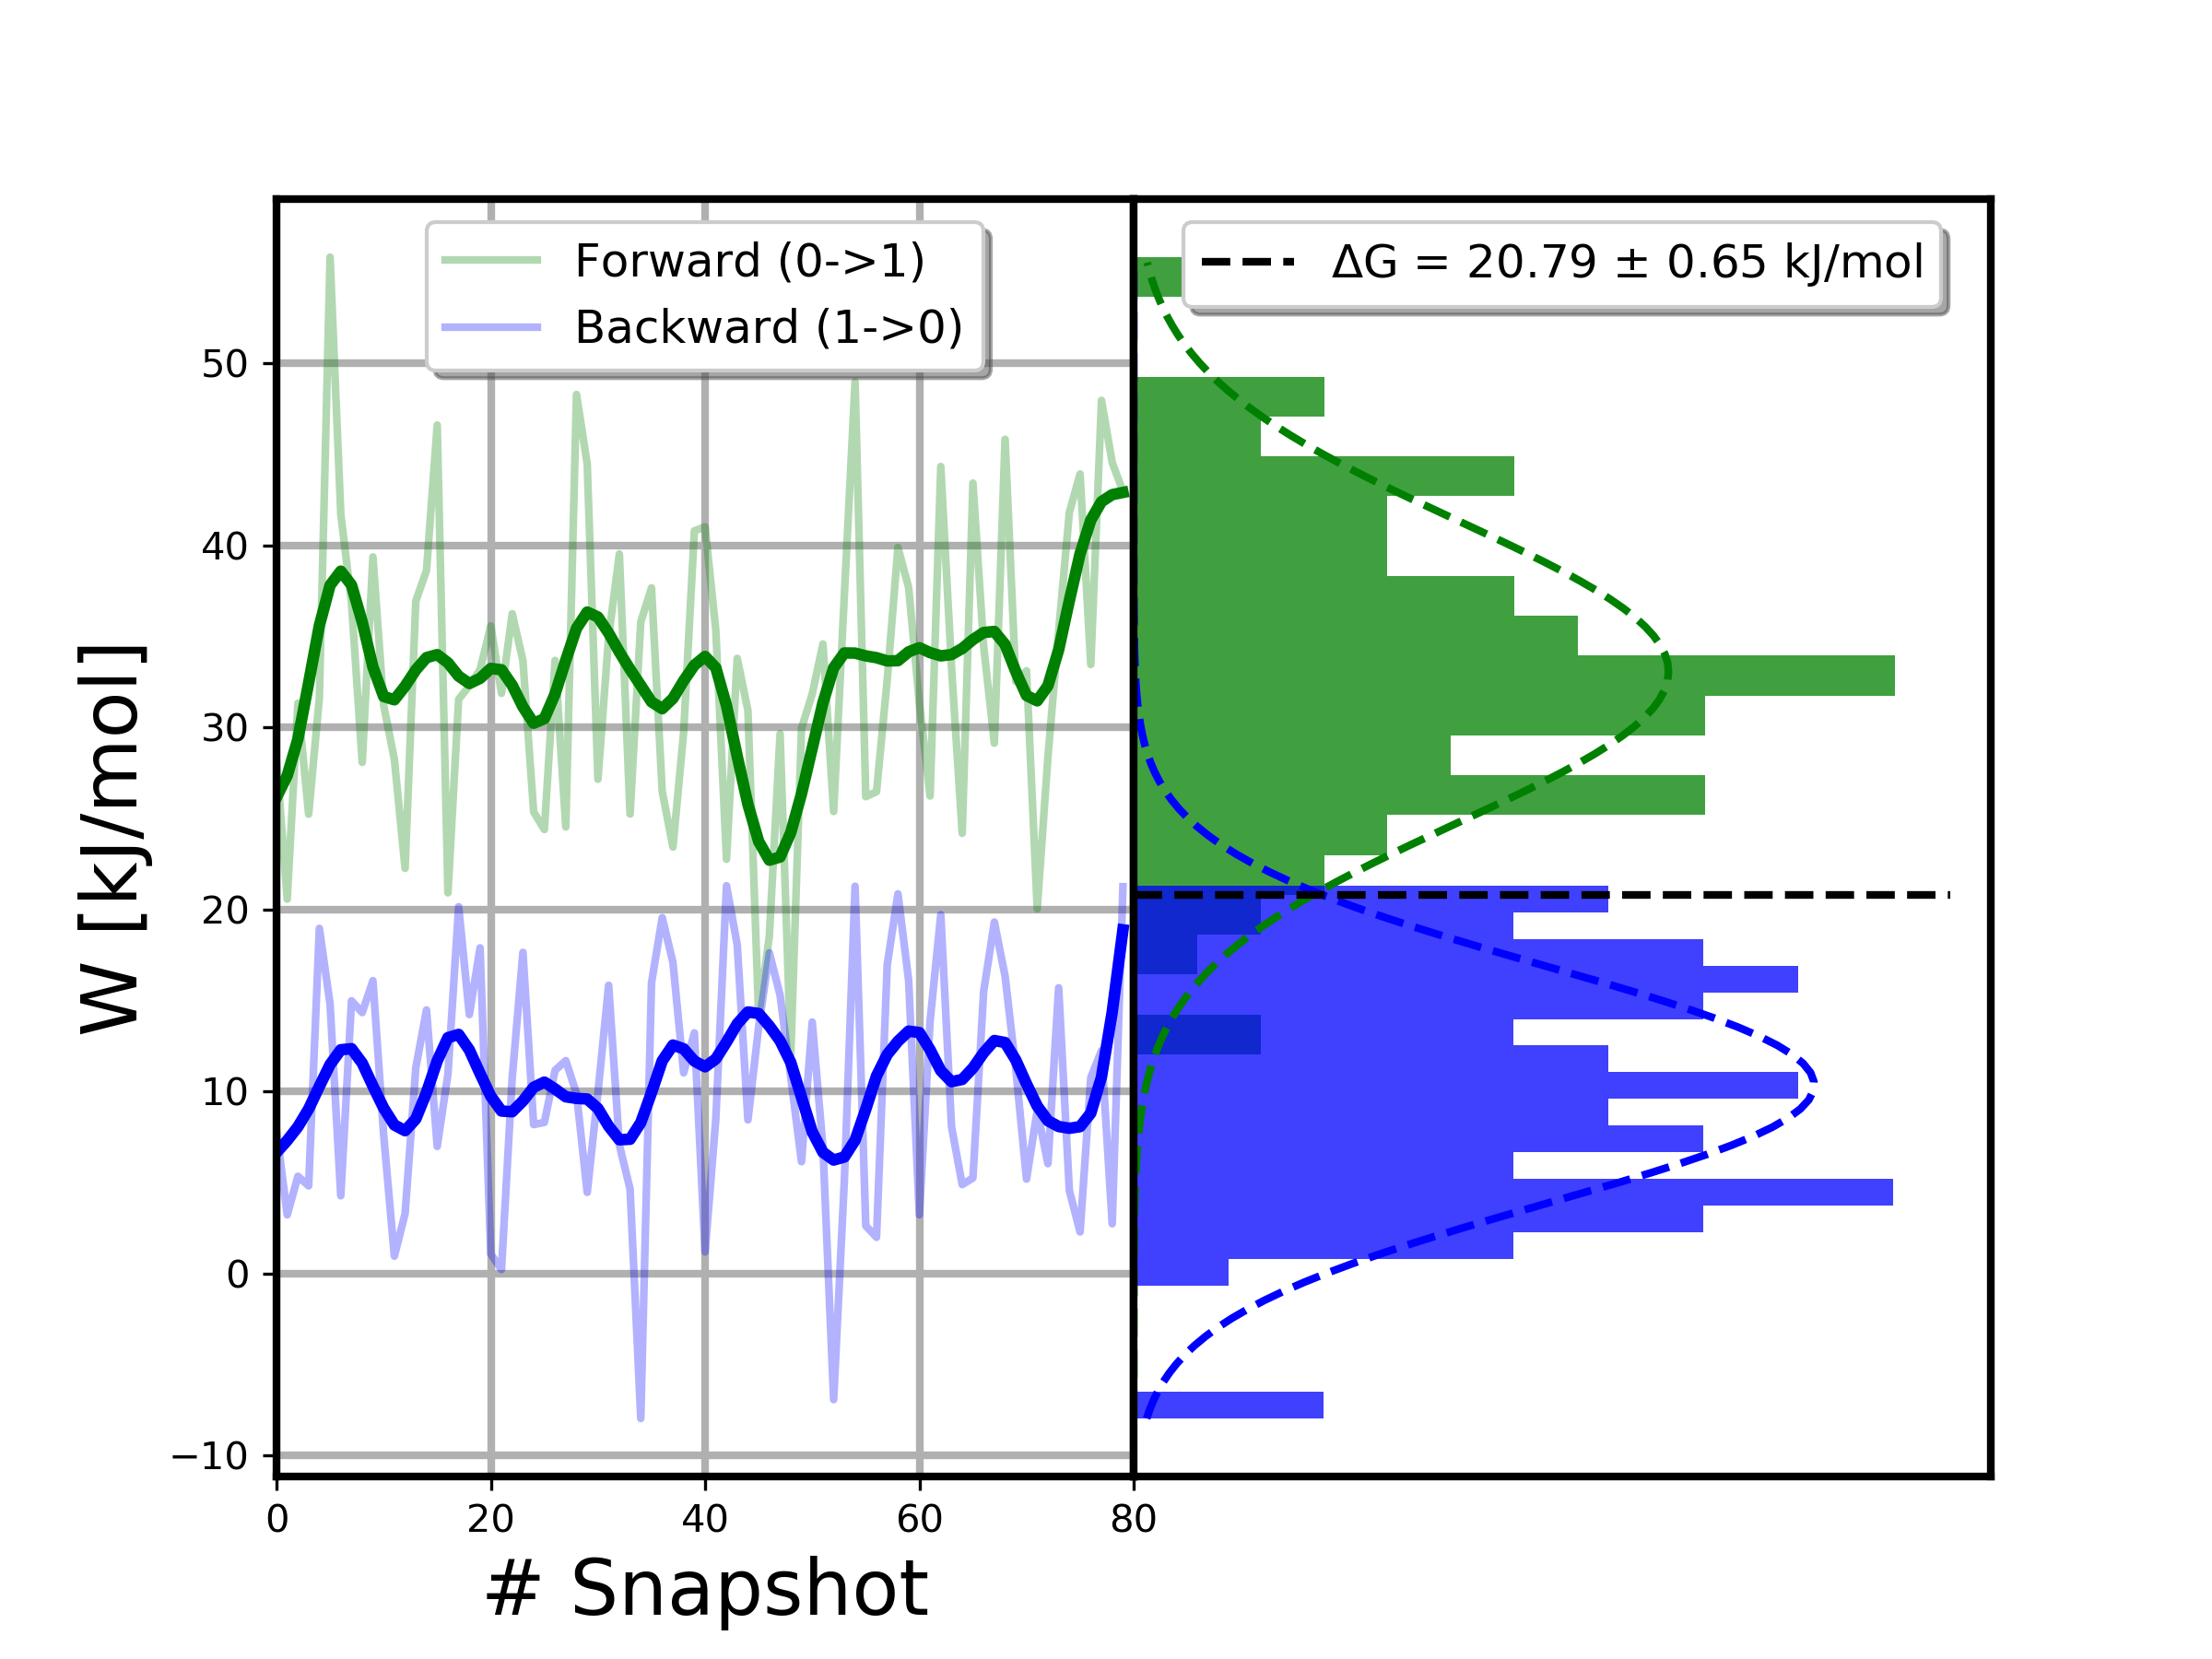 Forward (0->1)
Backward (1->0)
ΔG = 20.79 ± 0.65 kJ/mol
W [kJ/mol]
50
40
30
20
10
0
−10
0 20 40 60 80
# Snapshot